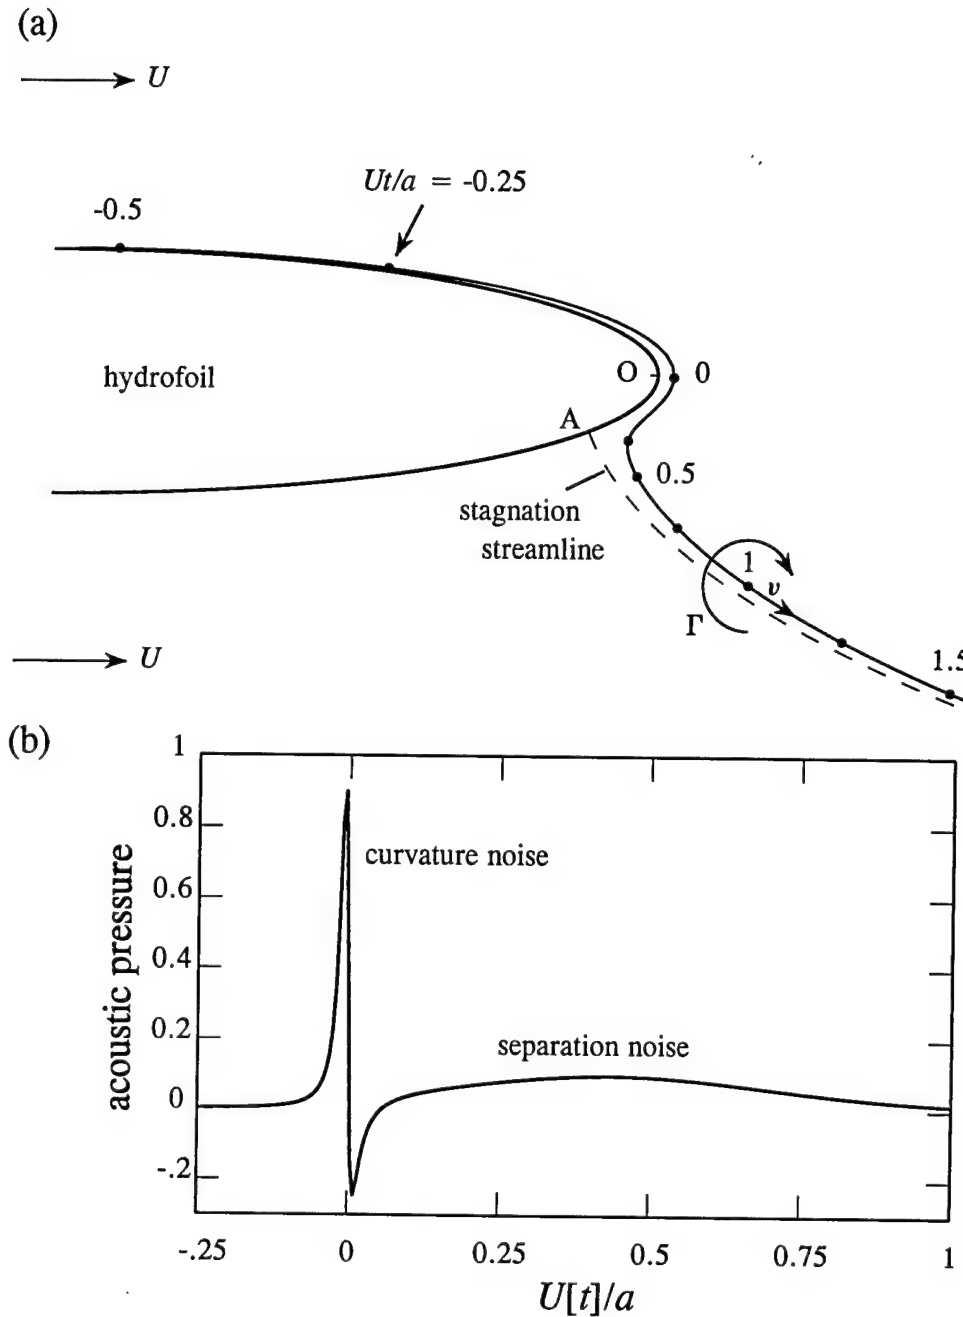 (a)
U
Ut/a = -0.25
-0.5
hydrofoil
O
0
A
0.5
stagnation
streamline
1
υ
Γ
U
1.5
(b)
1
0.8
0.6
0.4
0.2
0
-.2
acoustic pressure
curvature noise
separation noise
-.25
0
0.25
0.5
0.75
1
U[t]/a